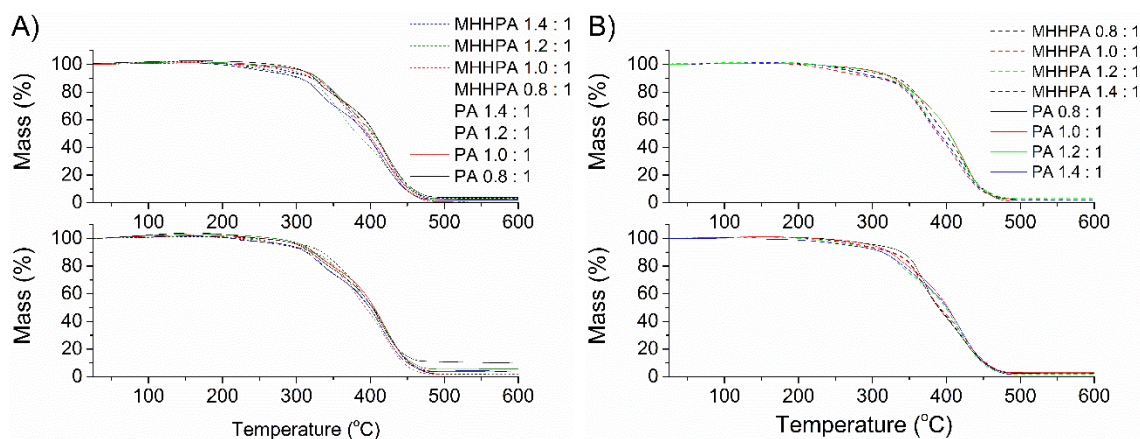 A)
MHHPA 1.4 : 1
MHHPA 1.2 : 1
MHHPA 1.0 : 1
MHHPA 0.8 : 1
PA 1.4 : 1
PA 1.2 : 1
PA 1.0 : 1
PA 0.8 : 1
Mass (%)
100
80
60
40
20
0
100 200 300 400 500 600
Mass (%)
100
80
60
40
20
0
100 200 300 400 500 600
Temperature (°C)
B)
MHHPA 0.8 : 1
MHHPA 1.0 : 1
MHHPA 1.2 : 1
MHHPA 1.4 : 1
PA 0.8 : 1
PA 1.0 : 1
PA 1.2 : 1
PA 1.4 : 1
Mass (%)
100
80
60
40
20
0
100 200 300 400 500 600
Mass (%)
100
80
60
40
20
0
100 200 300 400 500 600
Temperature (°C)